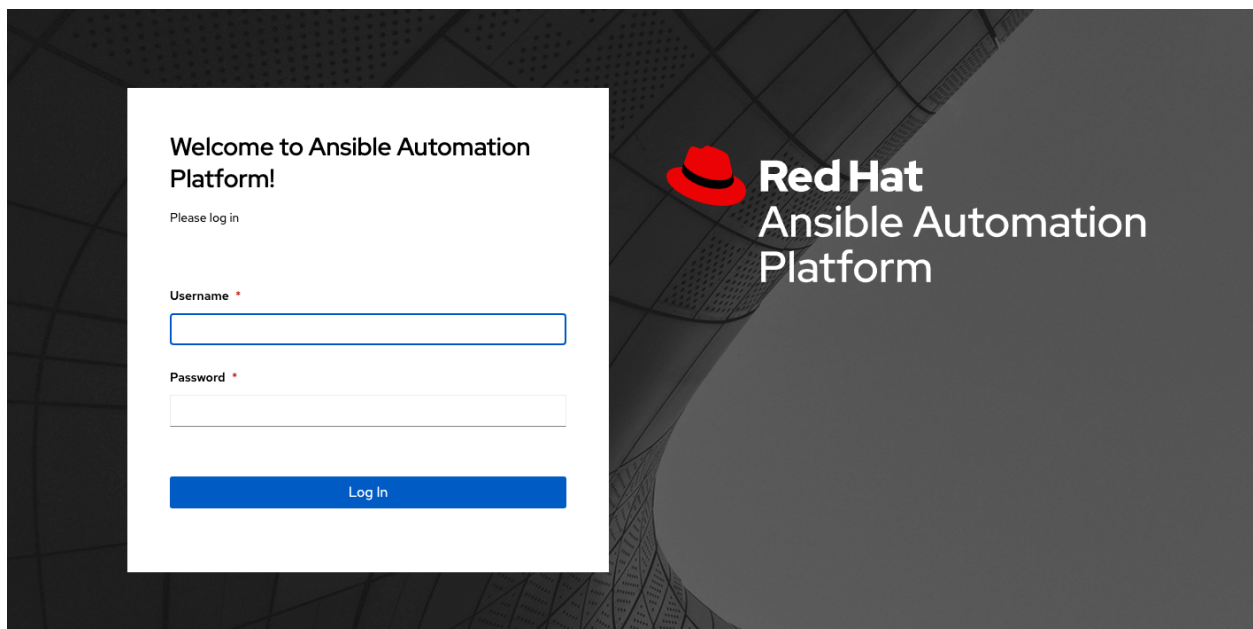 Welcome to Ansible Automation
Platform!
Please log in
Username *
Password *
Log In
Red Hat
Ansible Automation
Platform